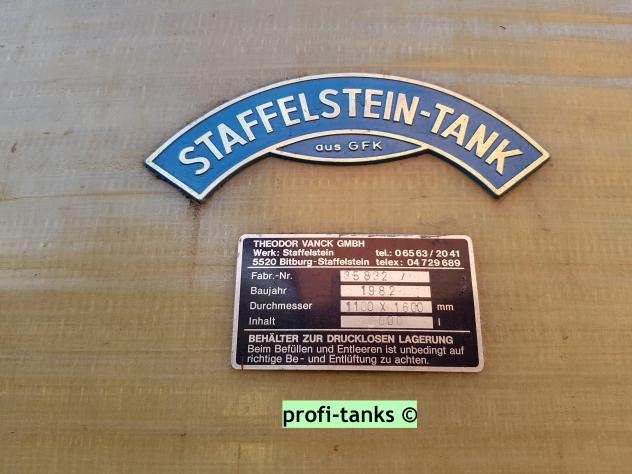 STAFFELSTEIN-TANK
aus GFK
THEODOR VANCK GMBH
Werk: Staffelstein tel.: 06563/2041
5520 Bitburg-Staffelstein telex: 04729689
Fabr.-Nr.
Baujahr 1982
Durchmesser 1100 X 1600 mm
Inhalt l
BEHÄLTER ZUR DRUCKLOSEN LAGERUNG
Beim Befüllen und Entleeren ist unbedingt auf
richtige Be- und Entlüftung zu achten.
profi-tanks ©